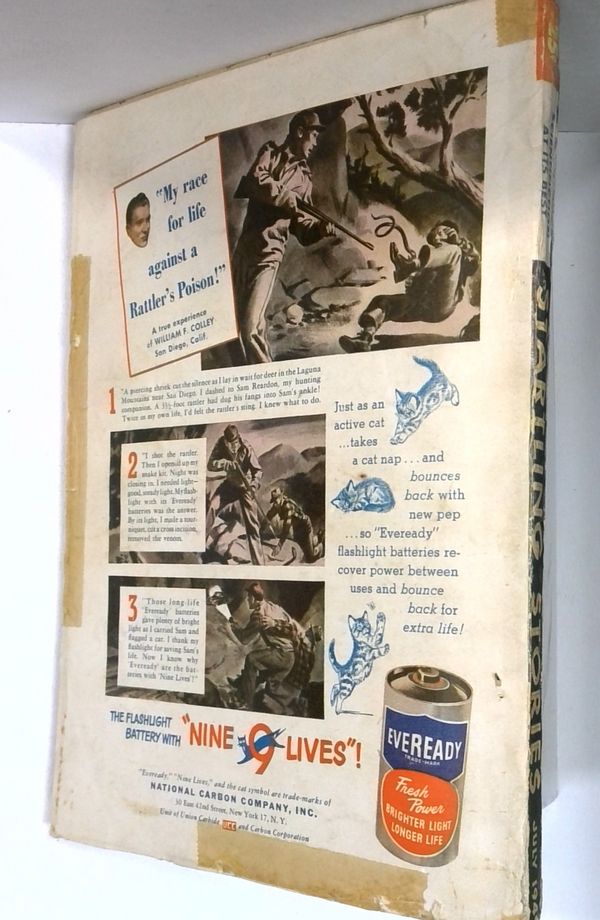 "My race
for life
against a
Rattler's Poison!"
A true experience
of WILLIAM F. COLLEY
San Diego, Calif.
1 "A piercing shriek cut the silence as I lay in wait for deer in the Laguna
Mountains near San Diego. I dashed to Sam Reardon, my hunting
companion. A 3½-foot rattler had dug his fangs into Sam's ankle!
Twice in my own life, I'd felt the rattler's sting. I knew what to do.
2 "I shot the rattler.
Then I opened up my
snake kit. Night was
closing in. I needed light—
good, steady light. My flash-
light with its 'Eveready'
batteries was the answer.
By its light, I made a tour-
niquet, cut a cross incision,
removed the venom.
3 "Those long-life
'Eveready' batteries
gave plenty of bright
light as I carried Sam and
flagged a car. I thank my
flashlight for saving Sam's
life. Now I know why
'Eveready' are the bat-
teries with 'Nine Lives'!"
Just as an
active cat
...takes
a cat nap...and
bounces
back with
new pep
...so "Eveready"
flashlight batteries re-
cover power between
uses and bounce
back for
extra life!
THE FLASHLIGHT
BATTERY WITH "NINE 9 LIVES"!
"Eveready," "Nine Lives," and the cat symbol are trade-marks of
NATIONAL CARBON COMPANY, INC.
30 East 42nd Street, New York 17, N. Y.
Unit of Union Carbide UCC and Carbon Corporation
EVEREADY
TRADE-MARK
Fresh
Power
BRIGHTER LIGHT
LONGER LIFE
STARTLING STORIES JULY